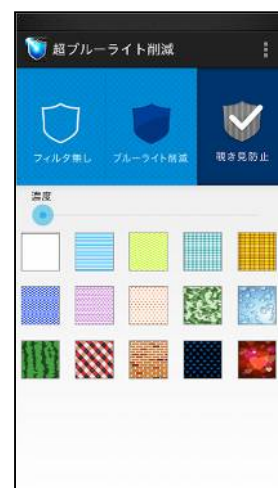 超ブルーライト削減
フィルタ無し
ブルーライト削減
覗き見防止
濃度